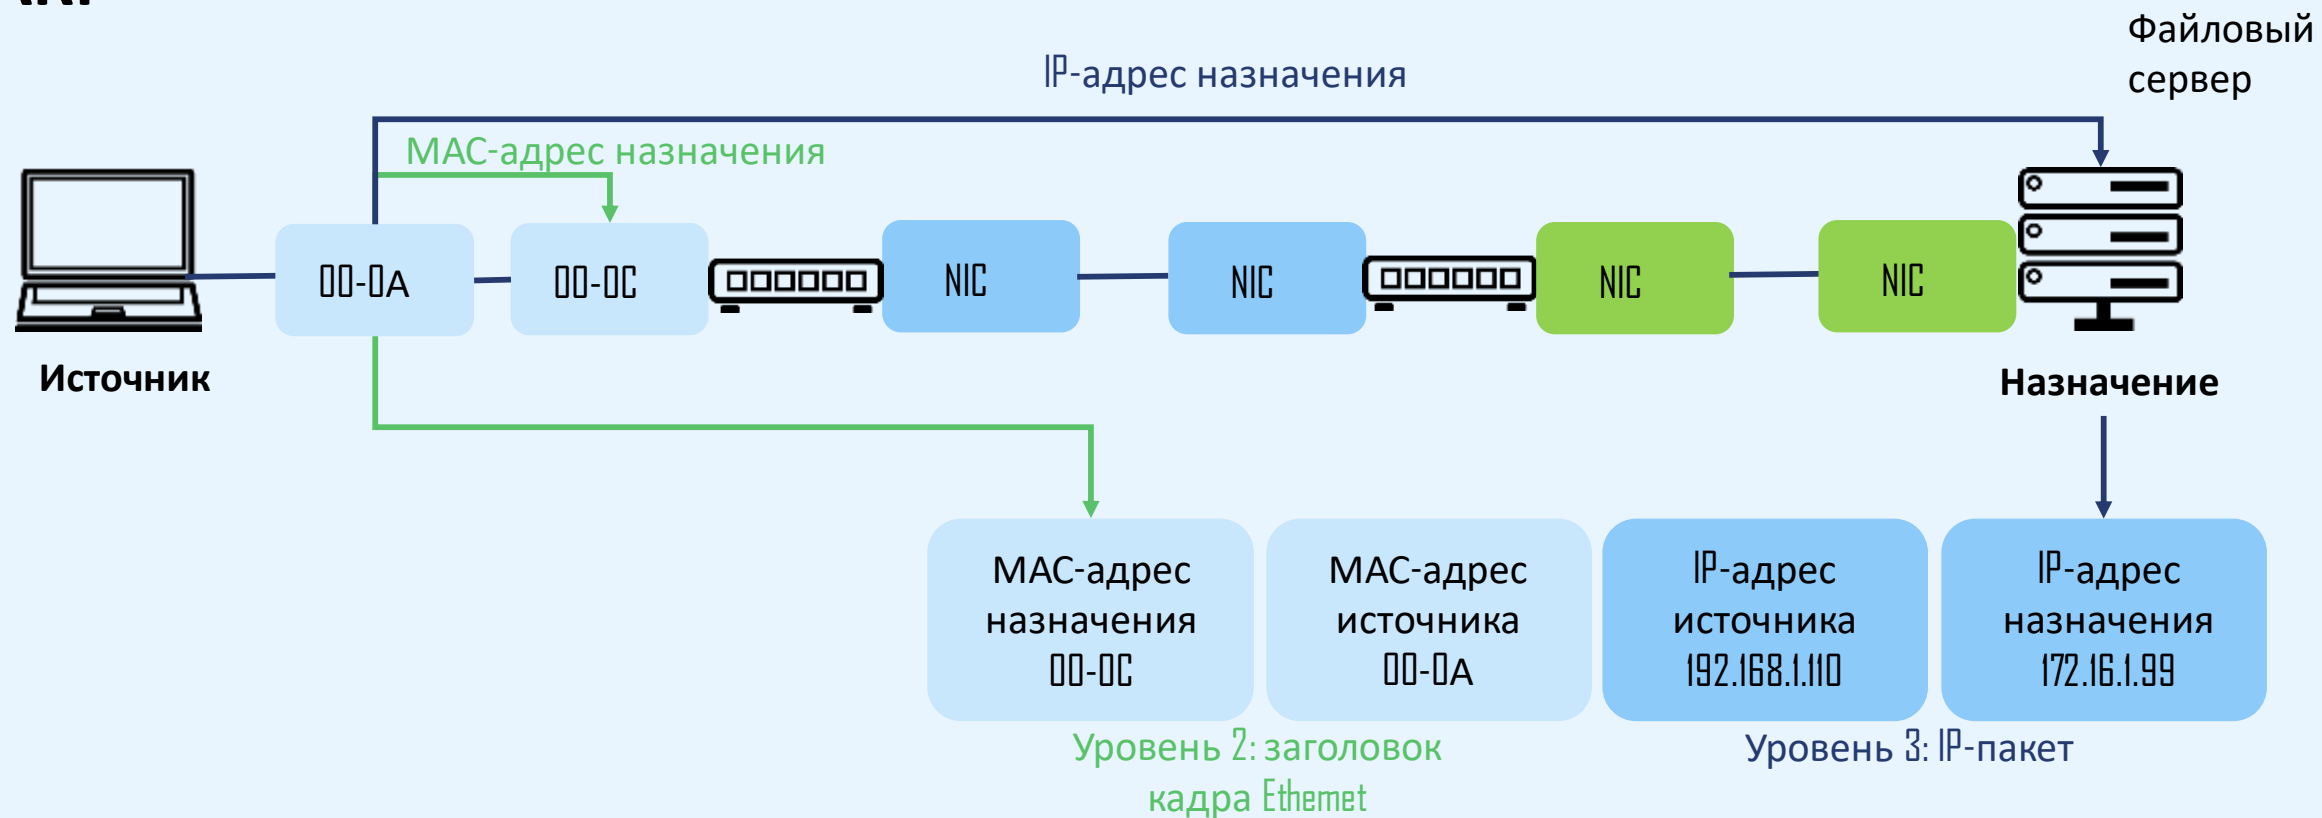 Файловый
сервер
IP-адрес назначения
MAC-адрес назначения
00-0A
00-0C
NIC
NIC
NIC
NIC
Источник
Назначение
MAC-адрес
назначения
00-0C
MAC-адрес
источника
00-0A
IP-адрес
источника
192.168.1.110
IP-адрес
назначения
172.16.1.99
Уровень 2: заголовок
кадра Ethemet
Уровень 3: IP-пакет